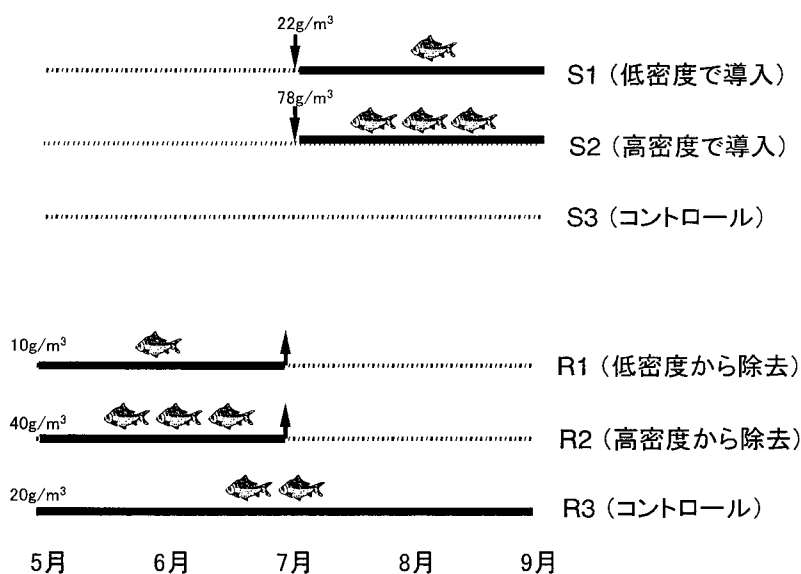 22g/m³
S1（低密度で導入）
78g/m³
S2（高密度で導入）
S3（コントロール）
10g/m³
R1（低密度から除去）
40g/m³
R2（高密度から除去）
20g/m³
R3（コントロール）
5月 6月 7月 8月 9月